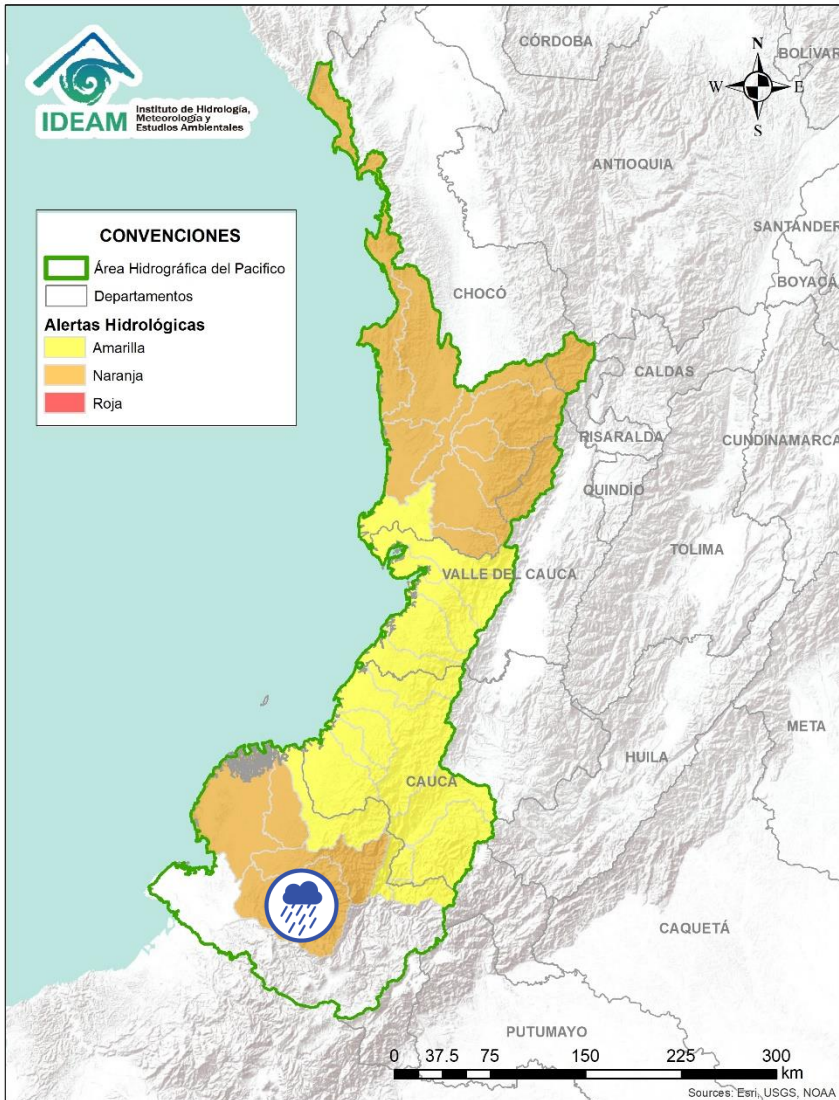 IDEAM
Instituto de Hidrología,
Meteorología y
Estudios Ambientales
CÓRDOBA
BOLÍVAR
N
W
E
S
ANTIOQUIA
SANTANDER
BOYACÁ
CONVENCIONES
Área Hidrográfica del Pacifico
Departamentos
Alertas Hidrológicas
Amarilla
Naranja
Roja
CHOCÓ
CALDAS
RISARALDA
CUNDINAMARCA
QUINDÍO
TOLIMA
VALLE DEL CAUCA
META
HUILA
CAUCA
CAQUETÁ
PUTUMAYO
0 37.5 75 150 225 300
km
Sources: Esri, USGS, NOAA